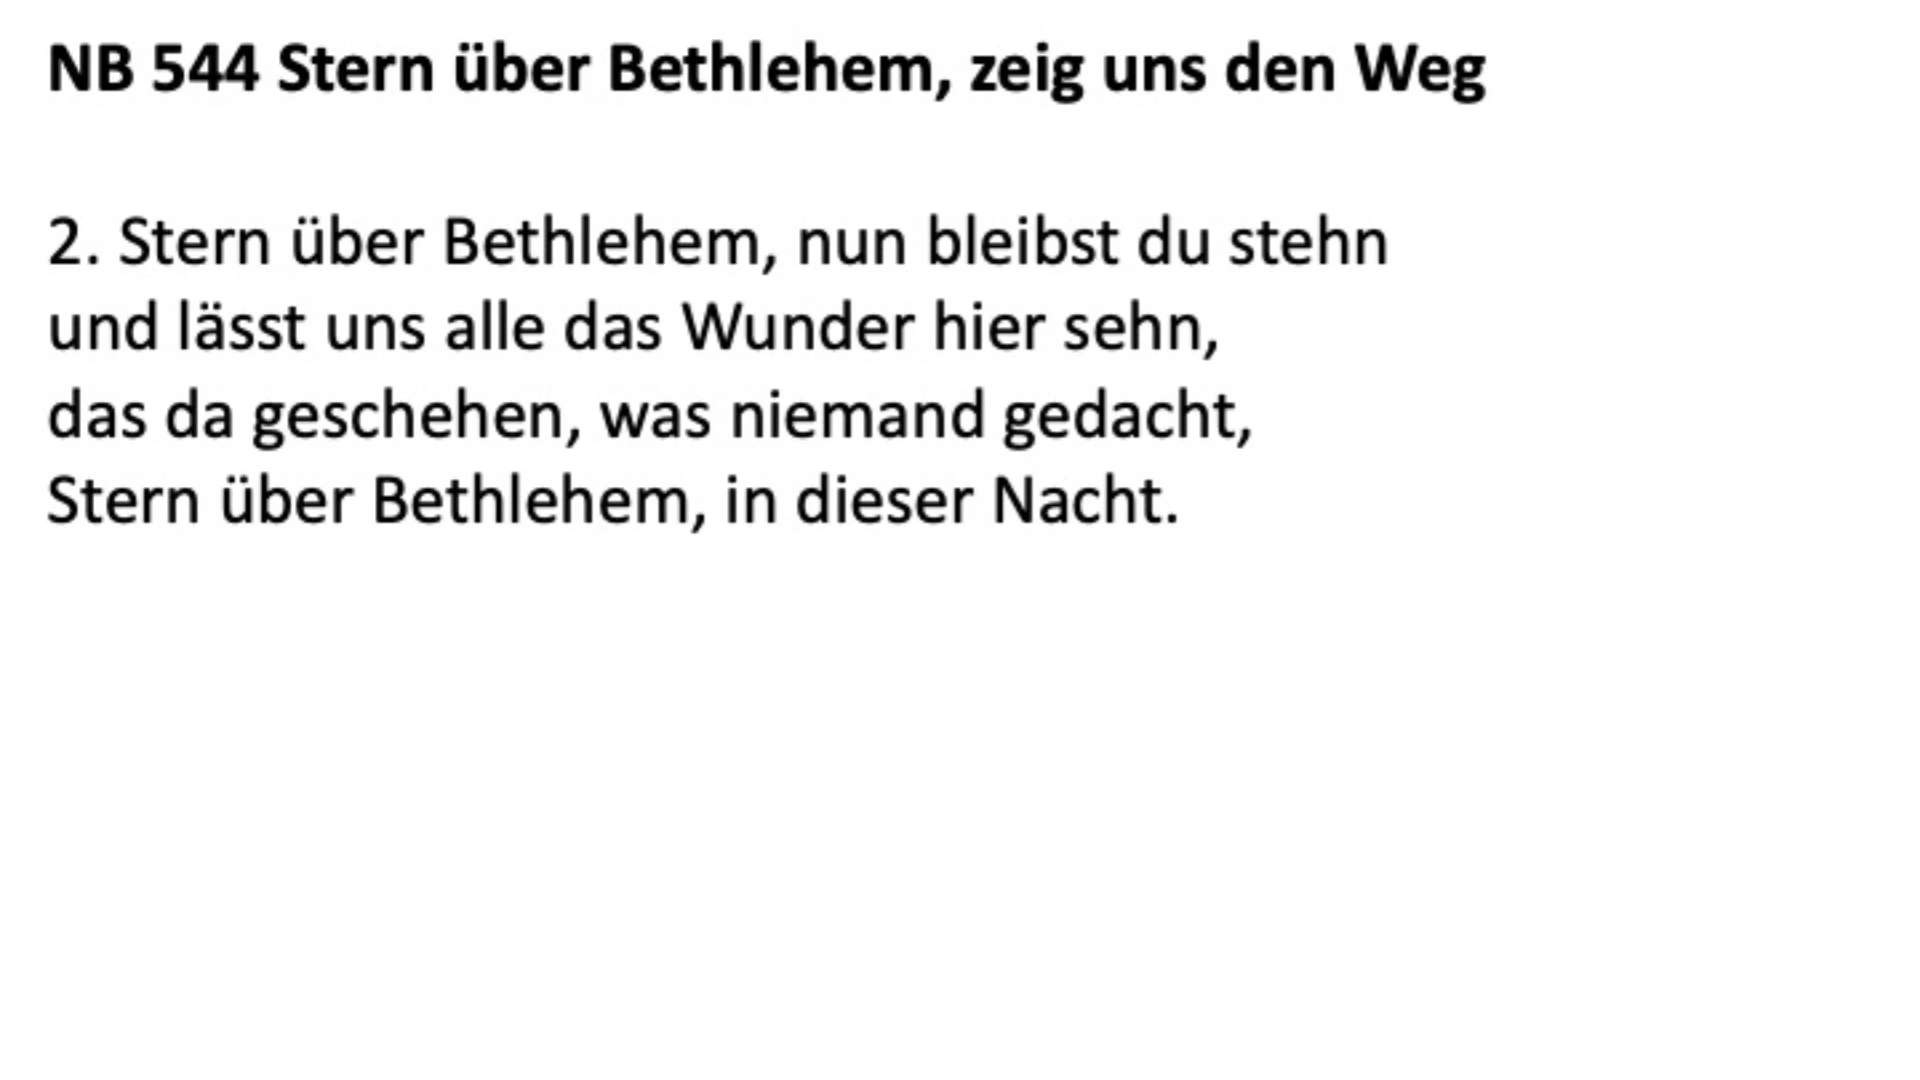 NB 544 Stern über Bethlehem, zeig uns den Weg
2. Stern über Bethlehem, nun bleibst du stehn
und lässt uns alle das Wunder hier sehn,
das da geschehen, was niemand gedacht,
Stern über Bethlehem, in dieser Nacht.